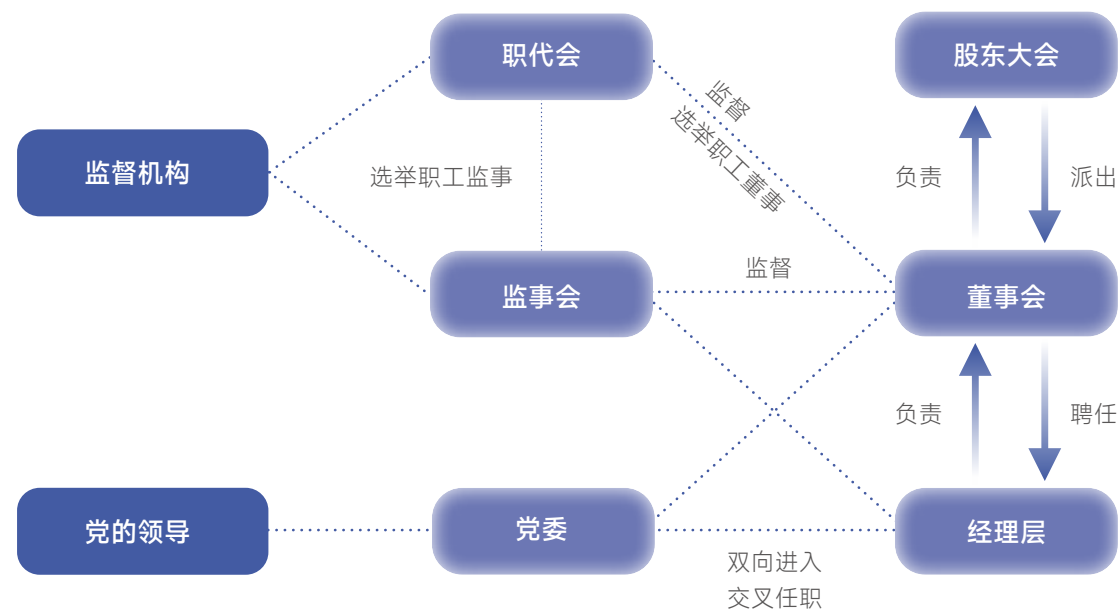 职代会
股东大会
监督
选举职工董事
监督机构
选举职工监事
负责
派出
监督
监事会
董事会
负责
聘任
党的领导
党委
经理层
双向进入
交叉任职